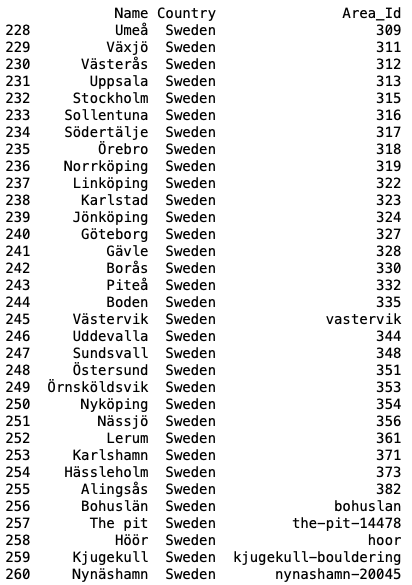 Name Country Area_Id
228 Umeå Sweden 309
229 Växjö Sweden 311
230 Västerås Sweden 312
231 Uppsala Sweden 313
232 Stockholm Sweden 315
233 Sollentuna Sweden 316
234 Södertälje Sweden 317
235 Örebro Sweden 318
236 Norrköping Sweden 319
237 Linköping Sweden 322
238 Karlstad Sweden 323
239 Jönköping Sweden 324
240 Göteborg Sweden 327
241 Gävle Sweden 328
242 Borås Sweden 330
243 Piteå Sweden 332
244 Boden Sweden 335
245 Västervik Sweden vastervik
246 Uddevalla Sweden 344
247 Sundsvall Sweden 348
248 Östersund Sweden 351
249 Örnsköldsvik Sweden 353
250 Nyköping Sweden 354
251 Nässjö Sweden 356
252 Lerum Sweden 361
253 Karlshamn Sweden 371
254 Hässleholm Sweden 373
255 Alingsås Sweden 382
256 Bohuslän Sweden bohuslan
257 The pit Sweden the-pit-14478
258 Höör Sweden hoor
259 Kjugekull Sweden kjugekull-bouldering
260 Nynäshamn Sweden nynashamn-20045